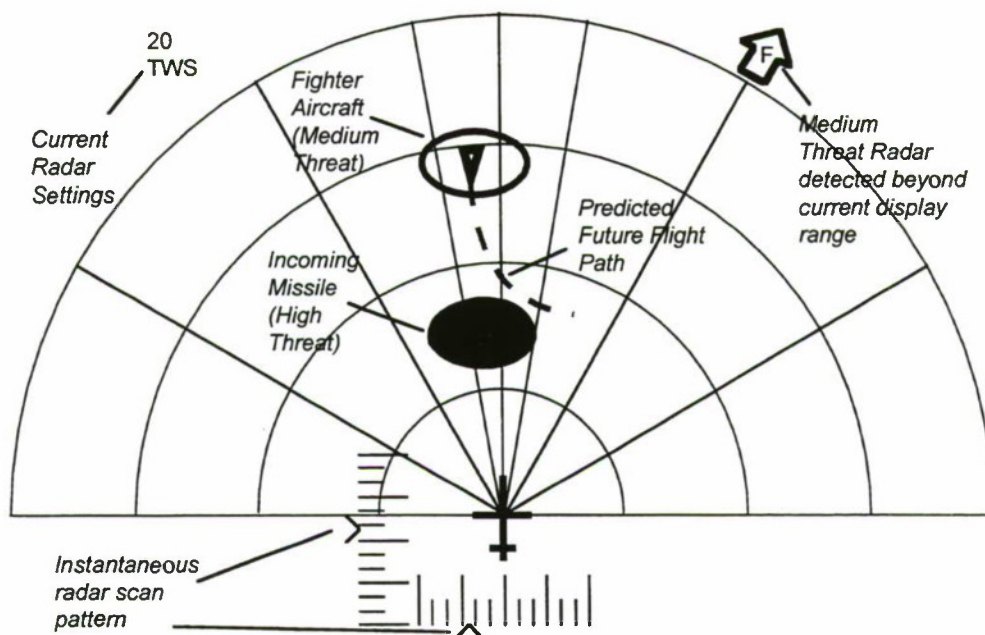 20
TWS
Current
Radar
Settings
Fighter
Aircraft
(Medium
Threat)
F
Medium
Threat Radar
detected beyond
current display
range
Predicted
Future Flight
Path
Incoming
Missile
(High
Threat)
Instantaneous
radar scan
pattern